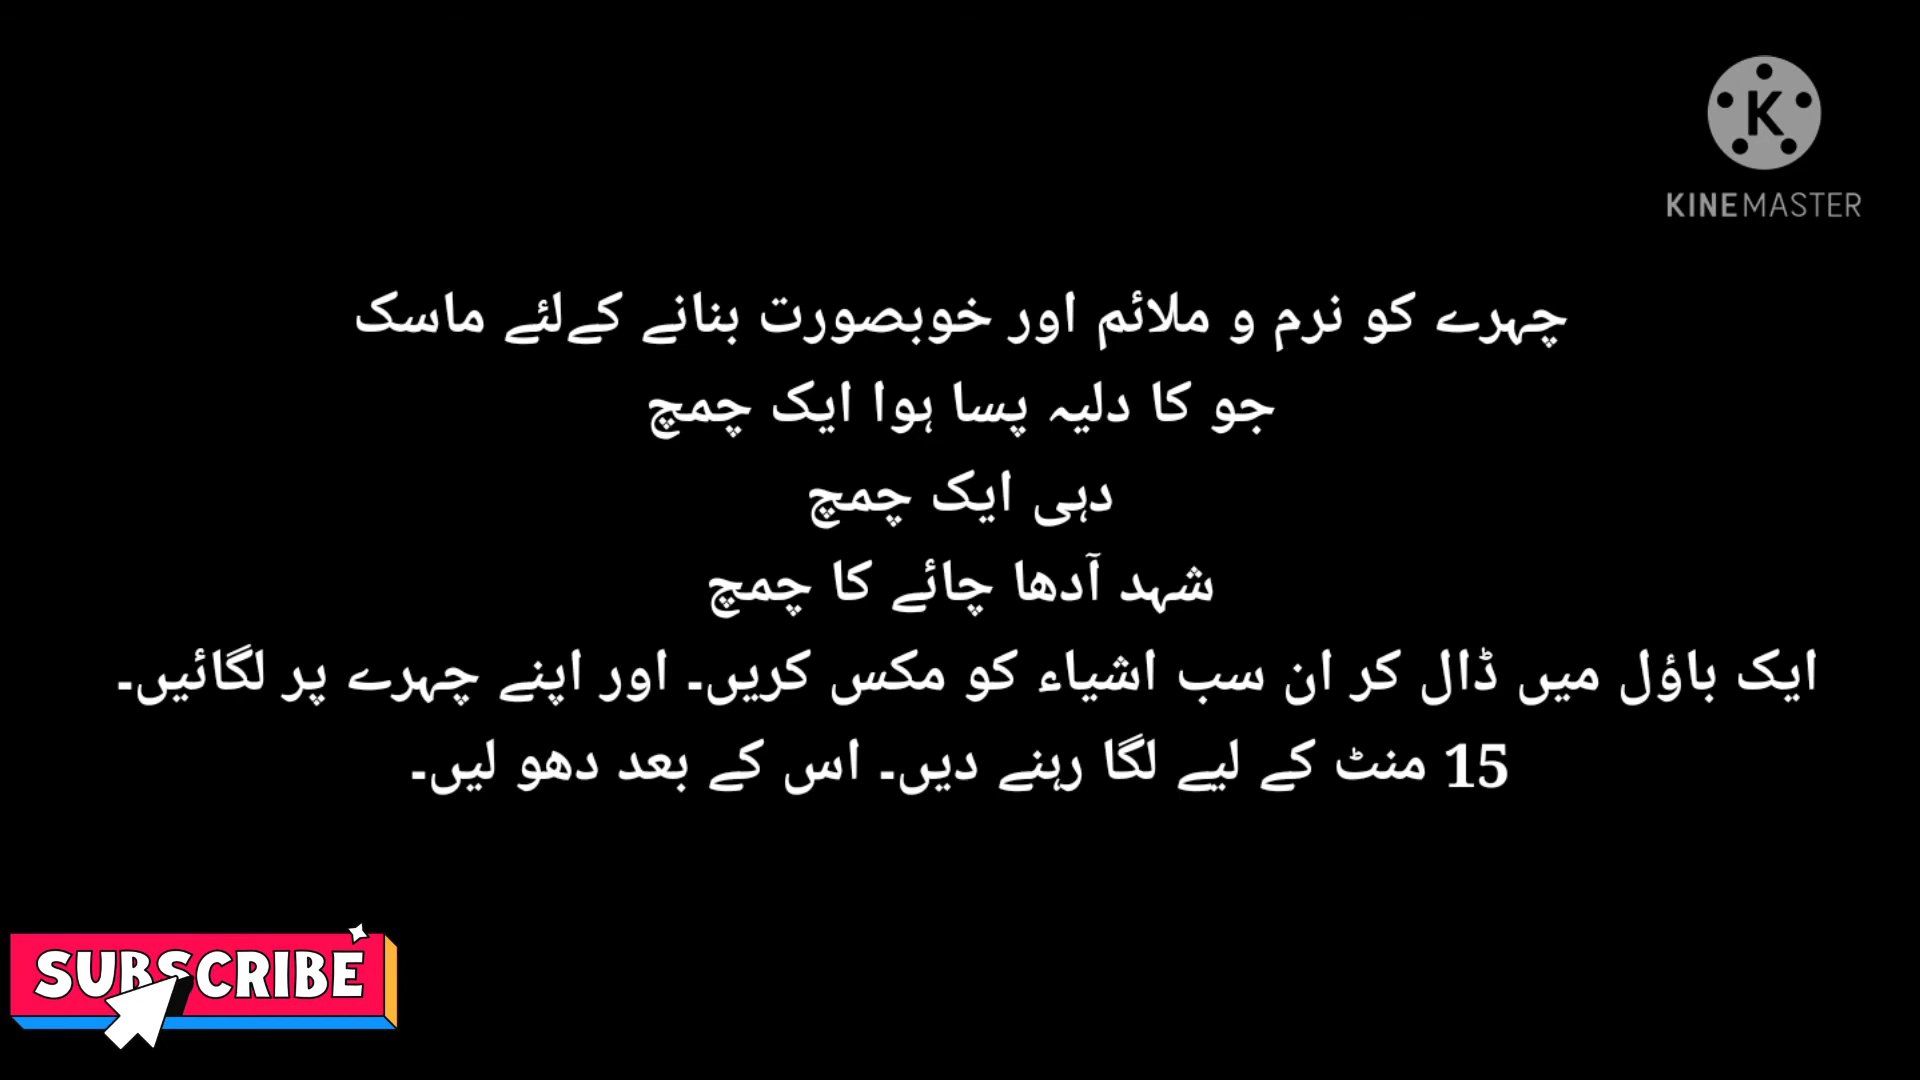 KINEMASTER
چہرے کو نرم و ملائم اور خوبصورت بنانے کےلئے ماسک
جو کا دلیہ پسا ہوا ایک چمچ
دہی ایک چمچ
شہد آدھا چائے کا چمچ
ایک باؤل میں ڈال کر ان سب اشیاء کو مکس کریں۔ اور اپنے چہرے پر لگائیں۔
15 منٹ کے لیے لگا رہنے دیں۔ اس کے بعد دھو لیں۔
SUBSCRIBE